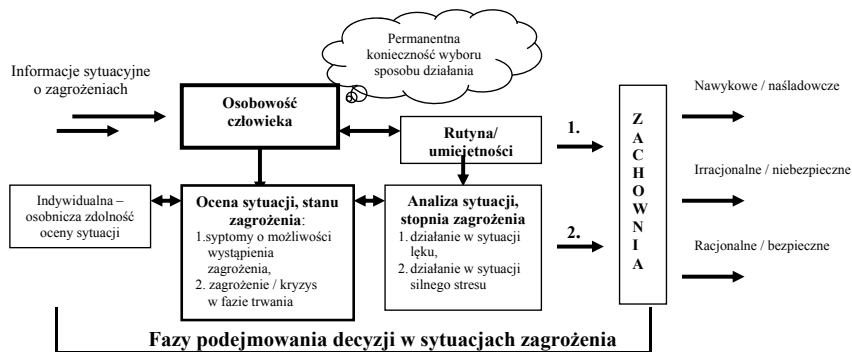 Permanentna
konieczność wyboru
sposobu działania
Informacje sytuacyjne
o zagrożeniach
Osobowość
człowieka
Rutyna/
umiejetności
1.
Z
A
C
H
O
W
N
I
A
Nawykowe / naśladowcze
Irracjonalne / niebezpieczne
Racjonalne / bezpieczne
Indywidualna –
osobnicza zdolność
oceny sytuacji
Ocena sytuacji, stanu
zagrożenia:
1.syptomy o możliwości
wystąpienia
zagrożenia,
2. zagrożenie / kryzys
w fazie trwania
Analiza sytuacji,
stopnia zagrożenia
1. działanie w sytuacji
lęku,
2. działanie w sytuacji
silnego stresu
2.
Fazy podejmowania decyzji w sytuacjach zagrożenia